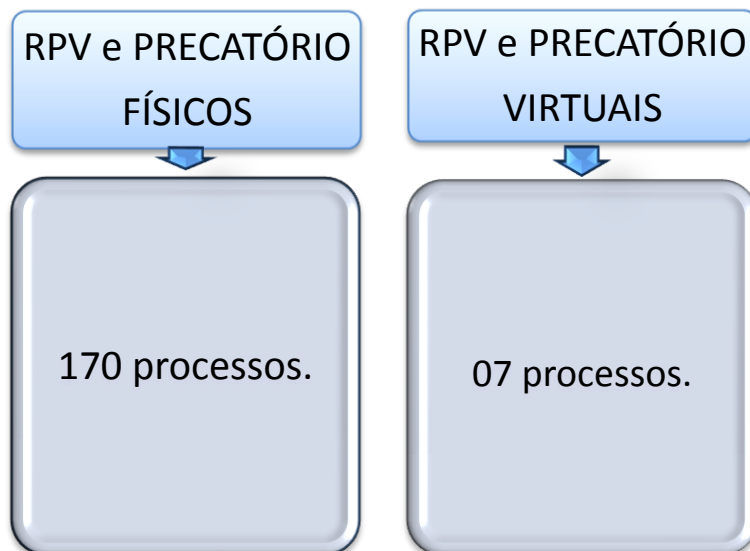 RPV e PRECATÓRIO
FÍSICOS
170 processos.
RPV e PRECATÓRIO
VIRTUAIS
07 processos.